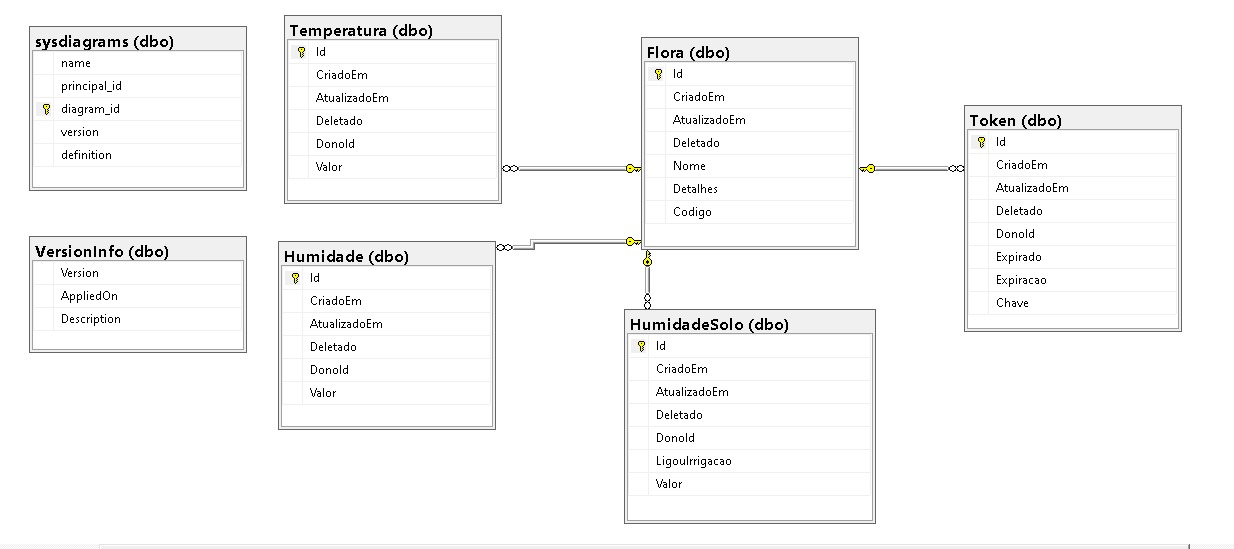 sysdiagrams (dbo)
name
principal_id
diagram_id
version
definition
VersionInfo (dbo)
Version
AppliedOn
Description
Temperatura (dbo)
Id
CriadoEm
AtualizadoEm
Deletado
DonoId
Valor
Humidade (dbo)
Id
CriadoEm
AtualizadoEm
Deletado
DonoId
Valor
Flora (dbo)
Id
CriadoEm
AtualizadoEm
Deletado
Nome
Detalhes
Codigo
HumidadeSolo (dbo)
Id
CriadoEm
AtualizadoEm
Deletado
DonoId
LigouIrrigacao
Valor
Token (dbo)
Id
CriadoEm
AtualizadoEm
Deletado
DonoId
Expirado
Expiracao
Chave